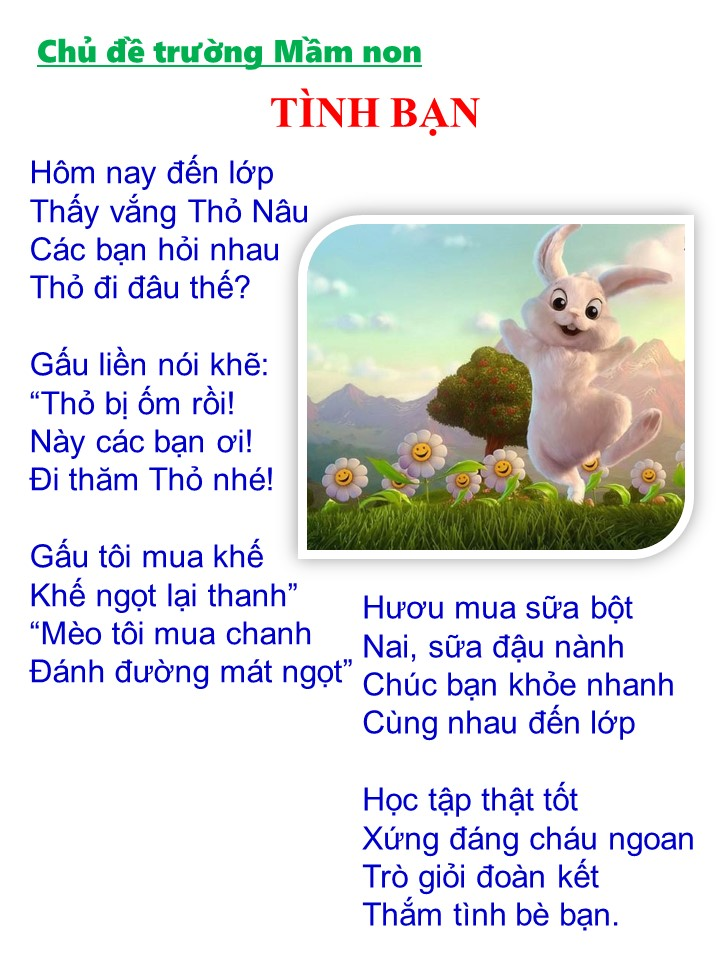 Chủ đề trường Mầm non
TÌNH BẠN
Hôm nay đến lớp
Thấy vắng Thỏ Nâu
Các bạn hỏi nhau
Thỏ đi đâu thế?
Gấu liền nói khẽ:
“Thỏ bị ốm rồi!
Này các bạn ơi!
Đi thăm Thỏ nhé!
Gấu tôi mua khế
Khế ngọt lại thanh”
“Mèo tôi mua chanh
Đánh đường mát ngọt”
Hươu mua sữa bột
Nai, sữa đậu nành
Chúc bạn khỏe nhanh
Cùng nhau đến lớp
Học tập thật tốt
Xứng đáng cháu ngoan
Trò giỏi đoàn kết
Thắm tình bè bạn.